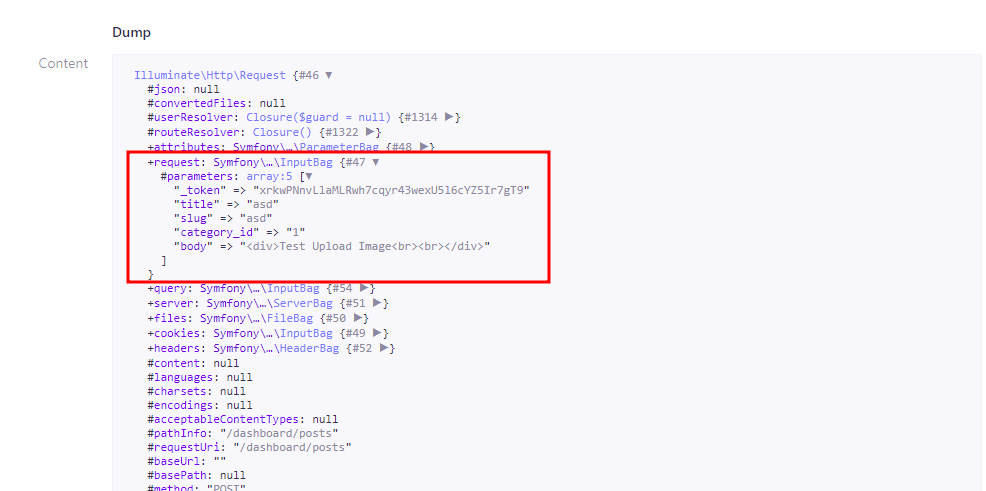 Dump
Content
Illuminate\Http\Request {#46 ▼
#json: null
#convertedFiles: null
#userResolver: Closure($guard = null) {#1314 ▶}
#routeResolver: Closure() {#1322 ▶}
+attributes: Symfony\…\ParameterBag {#48 ▶}
+request: Symfony\…\InputBag {#47 ▼
#parameters: array:5 [▼
"_token" => "xrkwPNnvLlaMLRwh7cqyr43wexU5l6cYZ5Ir7gT9"
"title" => "asd"
"slug" => "asd"
"category_id" => "1"
"body" => "<div>Test Upload Image<br><br></div>"
]
}
+query: Symfony\…\InputBag {#54 ▶}
+server: Symfony\…\ServerBag {#51 ▶}
+files: Symfony\…\FileBag {#50 ▶}
+cookies: Symfony\…\InputBag {#49 ▶}
+headers: Symfony\…\HeaderBag {#52 ▶}
#content: null
#languages: null
#charsets: null
#encodings: null
#acceptableContentTypes: null
#pathInfo: "/dashboard/posts"
#requestUri: "/dashboard/posts"
#baseUrl: ""
#basePath: null
#method: "POST"